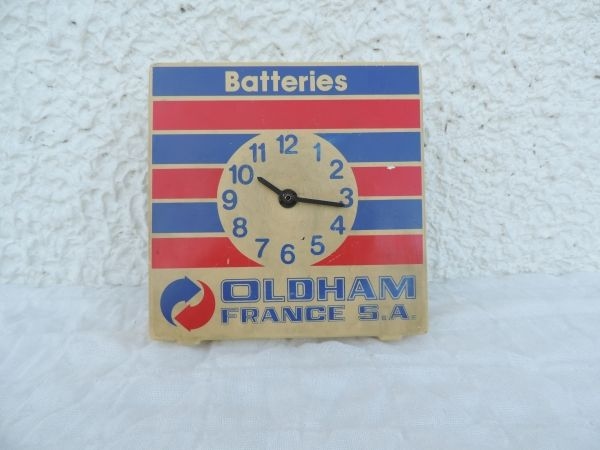 Batteries
12
11 1
10 2
9 3
8 4
7 5
6
OLDHAM
FRANCE S.A.